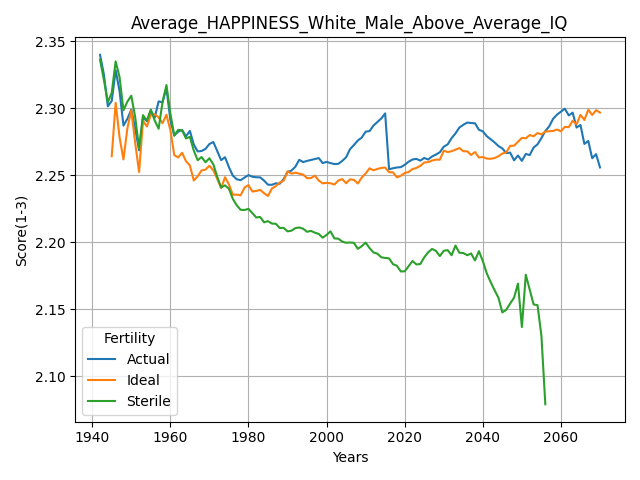 Average_HAPPINESS_White_Male_Above_Average_IQ
Score(1-3)
2.35
2.30
2.25
2.20
2.15
2.10
Fertility
Actual
Ideal
Sterile
1940 1960 1980 2000 2020 2040 2060
Years